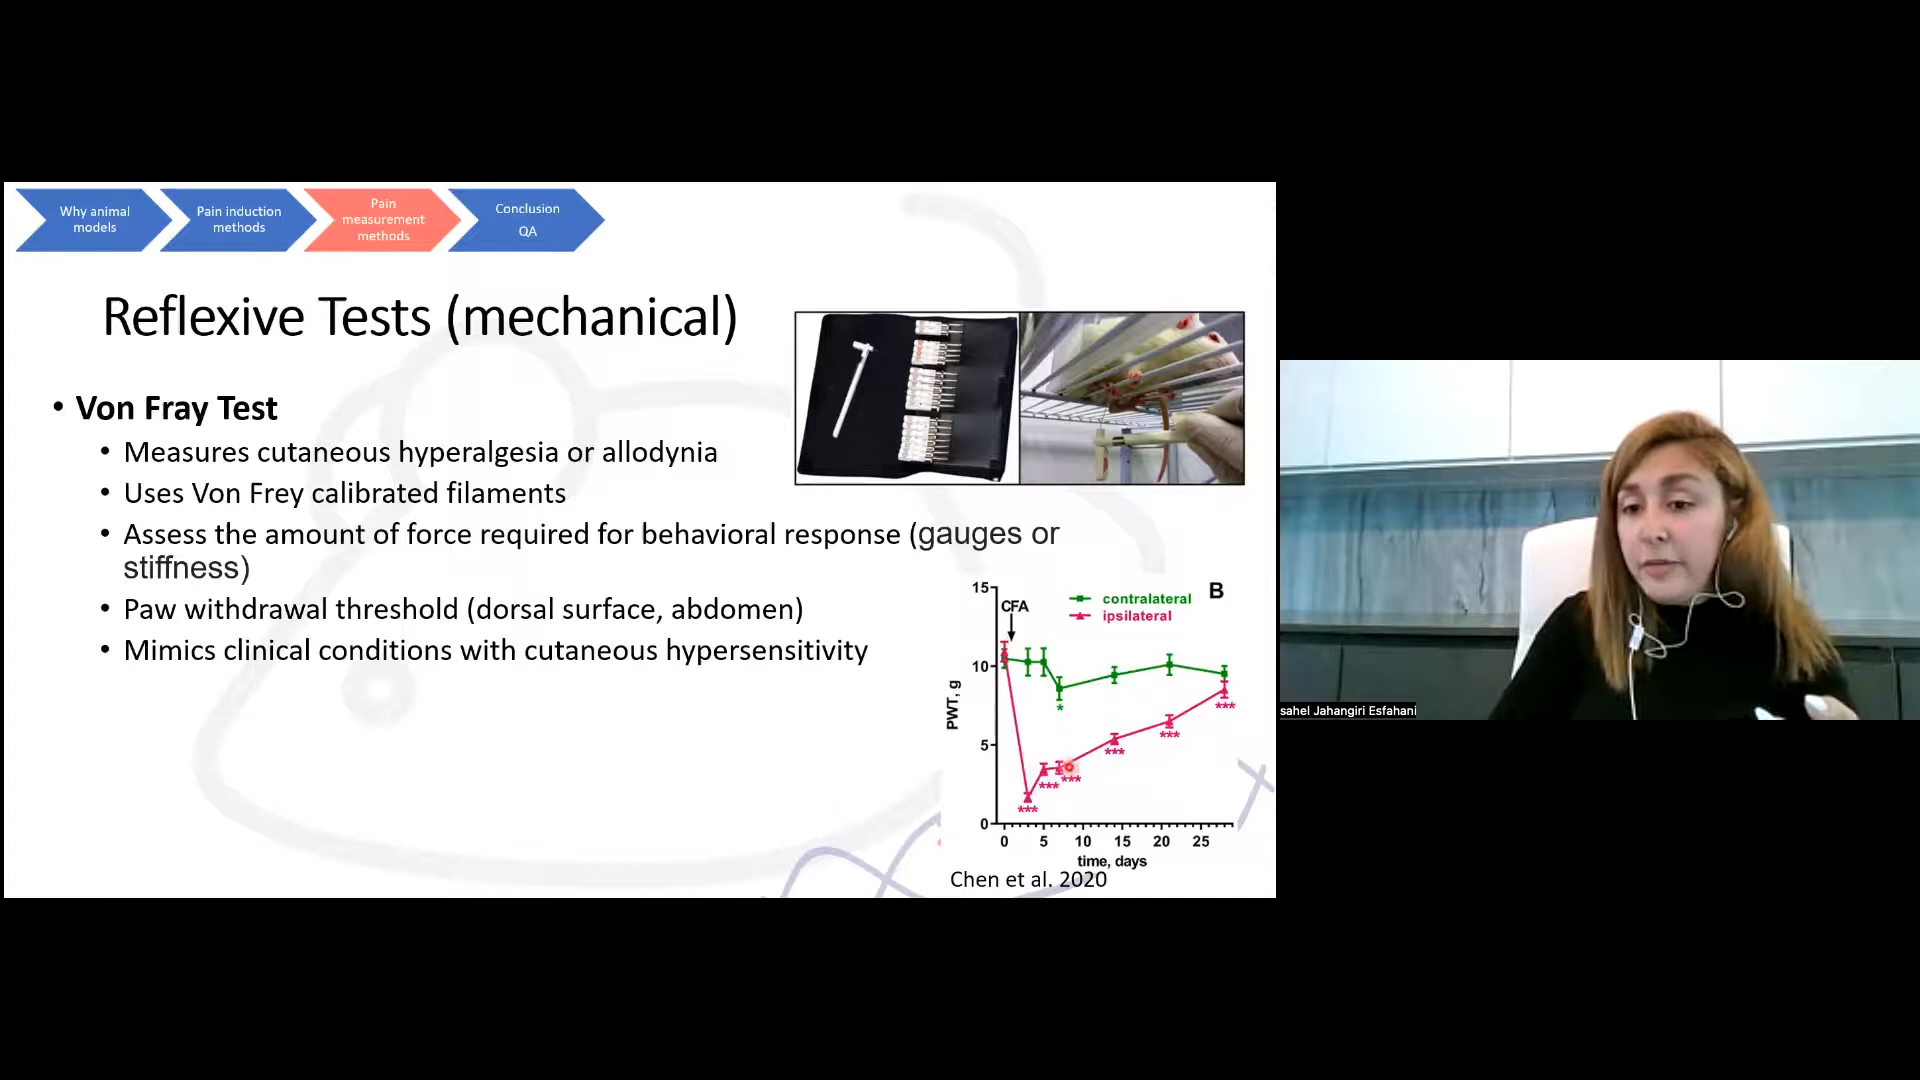 Why animal
models
Pain induction
methods
Pain
measurement
methods
Conclusion
QA
Reflexive Tests (mechanical)
• Von Fray Test
• Measures cutaneous hyperalgesia or allodynia
• Uses Von Frey calibrated filaments
• Assess the amount of force required for behavioral response (gauges or
stiffness)
• Paw withdrawal threshold (dorsal surface, abdomen)
• Mimics clinical conditions with cutaneous hypersensitivity
B
contralateral
ipsilateral
CFA
15
10
5
0
PWT, g
*
***
***
***
***
***
***
0 5 10 15 20 25
time, days
Chen et al. 2020
sahel Jahangiri Esfahani